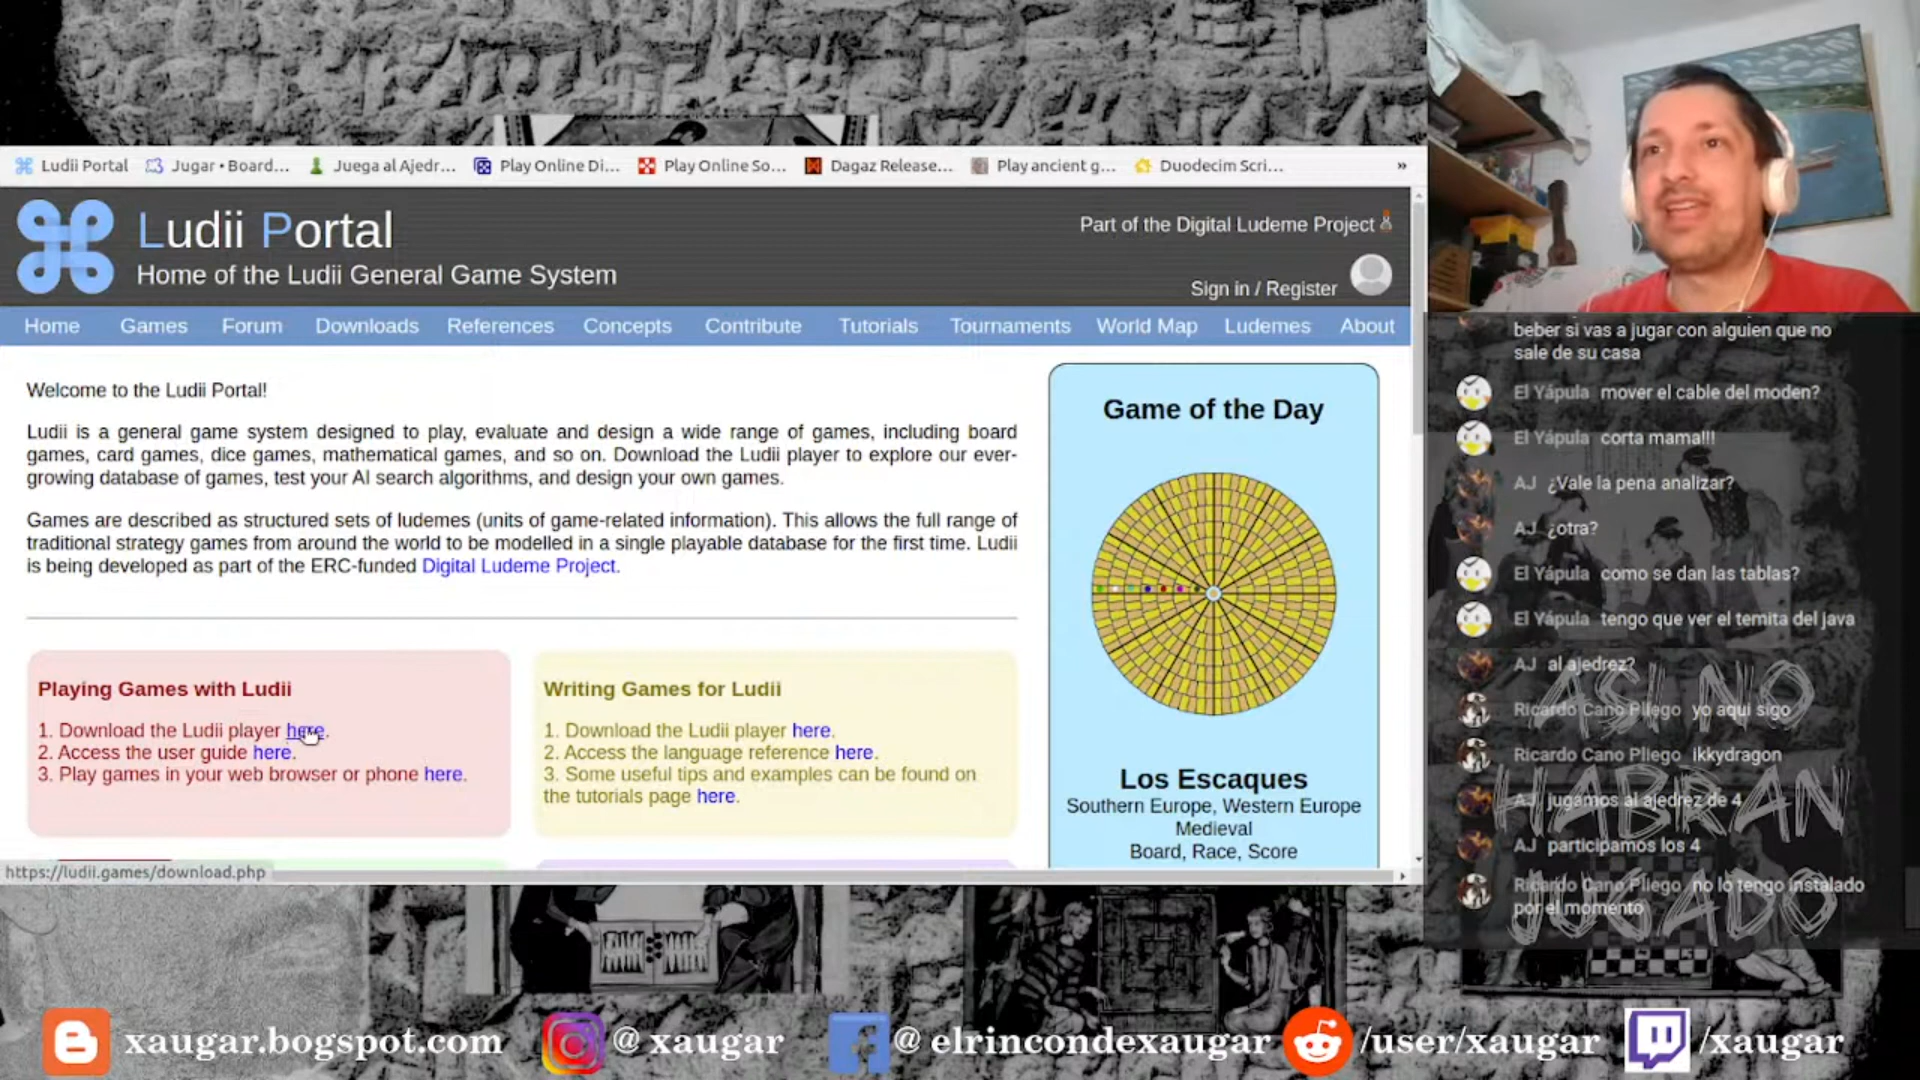 Ludii Portal
Jugar • Board...
Juega al Ajedr...
Play Online Di...
Play Online So...
Dagaz Release...
Play ancient g...
Duodecim Scri...
»
Ludii Portal
Home of the Ludii General Game System
Part of the Digital Ludeme Project
Sign in / Register
Home Games Forum Downloads References Concepts Contribute Tutorials Tournaments World Map Ludemes About
Welcome to the Ludii Portal!
Ludii is a general game system designed to play, evaluate and design a wide range of games, including board
games, card games, dice games, mathematical games, and so on. Download the Ludii player to explore our ever-
growing database of games, test your AI search algorithms, and design your own games.
Games are described as structured sets of ludemes (units of game-related information). This allows the full range of
traditional strategy games from around the world to be modelled in a single playable database for the first time. Ludii
is being developed as part of the ERC-funded Digital Ludeme Project.
Playing Games with Ludii
1. Download the Ludii player here.
2. Access the user guide here.
3. Play games in your web browser or phone here.
Writing Games for Ludii
1. Download the Ludii player here.
2. Access the language reference here.
3. Some useful tips and examples can be found on
the tutorials page here.
Game of the Day
Los Escaques
Southern Europe, Western Europe
Medieval
Board, Race, Score
https://ludii.games/download.php
beber si vas a jugar con alguien que no
sale de su casa
El Yápula mover el cable del moden?
El Yápula corta mama!!!
AJ ¿Vale la pena analizar?
AJ ¿otra?
El Yápula como se dan las tablas?
El Yápula tengo que ver el temita del java
AJ al ajedrez?
Ricardo Cano Pliego yo aqui sigo
Ricardo Cano Pliego Ikkydragon
AJ jugamos al ajedrez de 4
AJ participamos los 4
Ricardo Cano Pliego no lo tengo instalado
por el momento
ASI NO
HABRAN
JUGADO
xaugar.bogspot.com
@ xaugar
@ elrincondexaugar
/user/xaugar
/xaugar